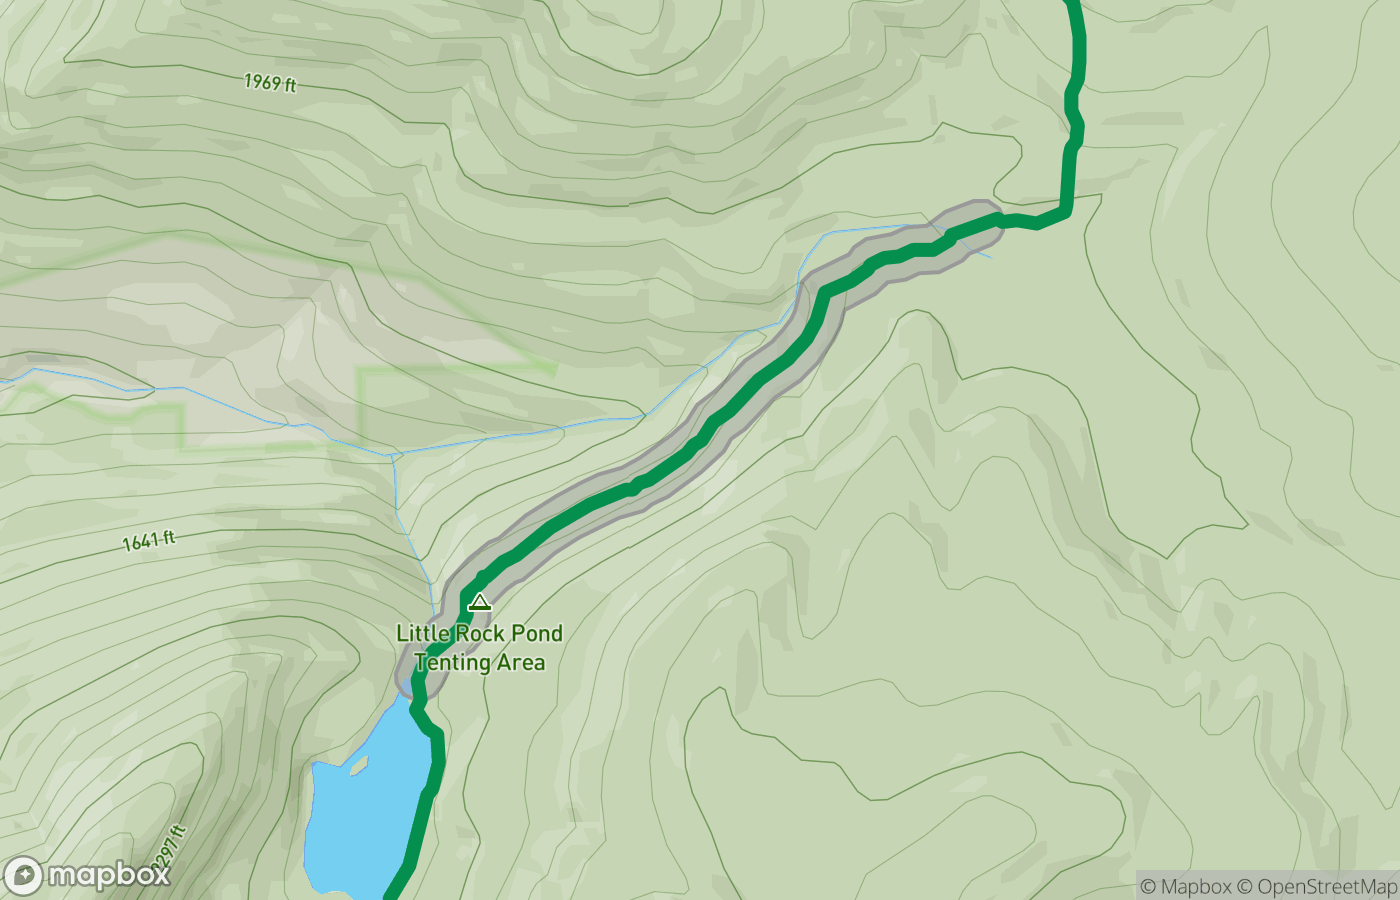 1969 ft
1641 ft
Little Rock Pond
Tenting Area
2297 ft
mapbox
© Mapbox © OpenStreetMap